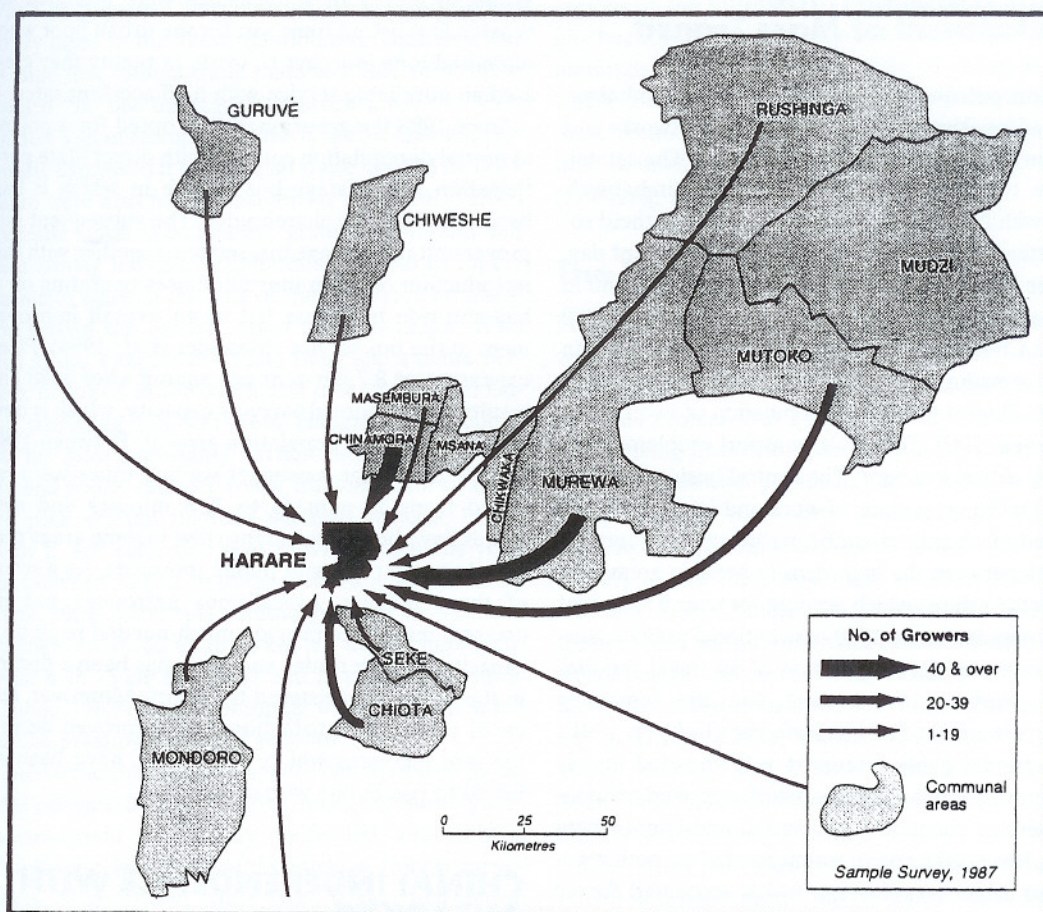 GURUVE
RUSHINGA
CHIWESHE
MUDZI
MUTOKO
MASEMBURA
CHINAMORA
MSANA
CHIKWAKA
MUREWA
HARARE
SEKE
CHIOTA
MONDORO
0 25 50
Kilometres
No. of Growers
40 & over
20-39
1-19
Communal
areas
Sample Survey, 1987